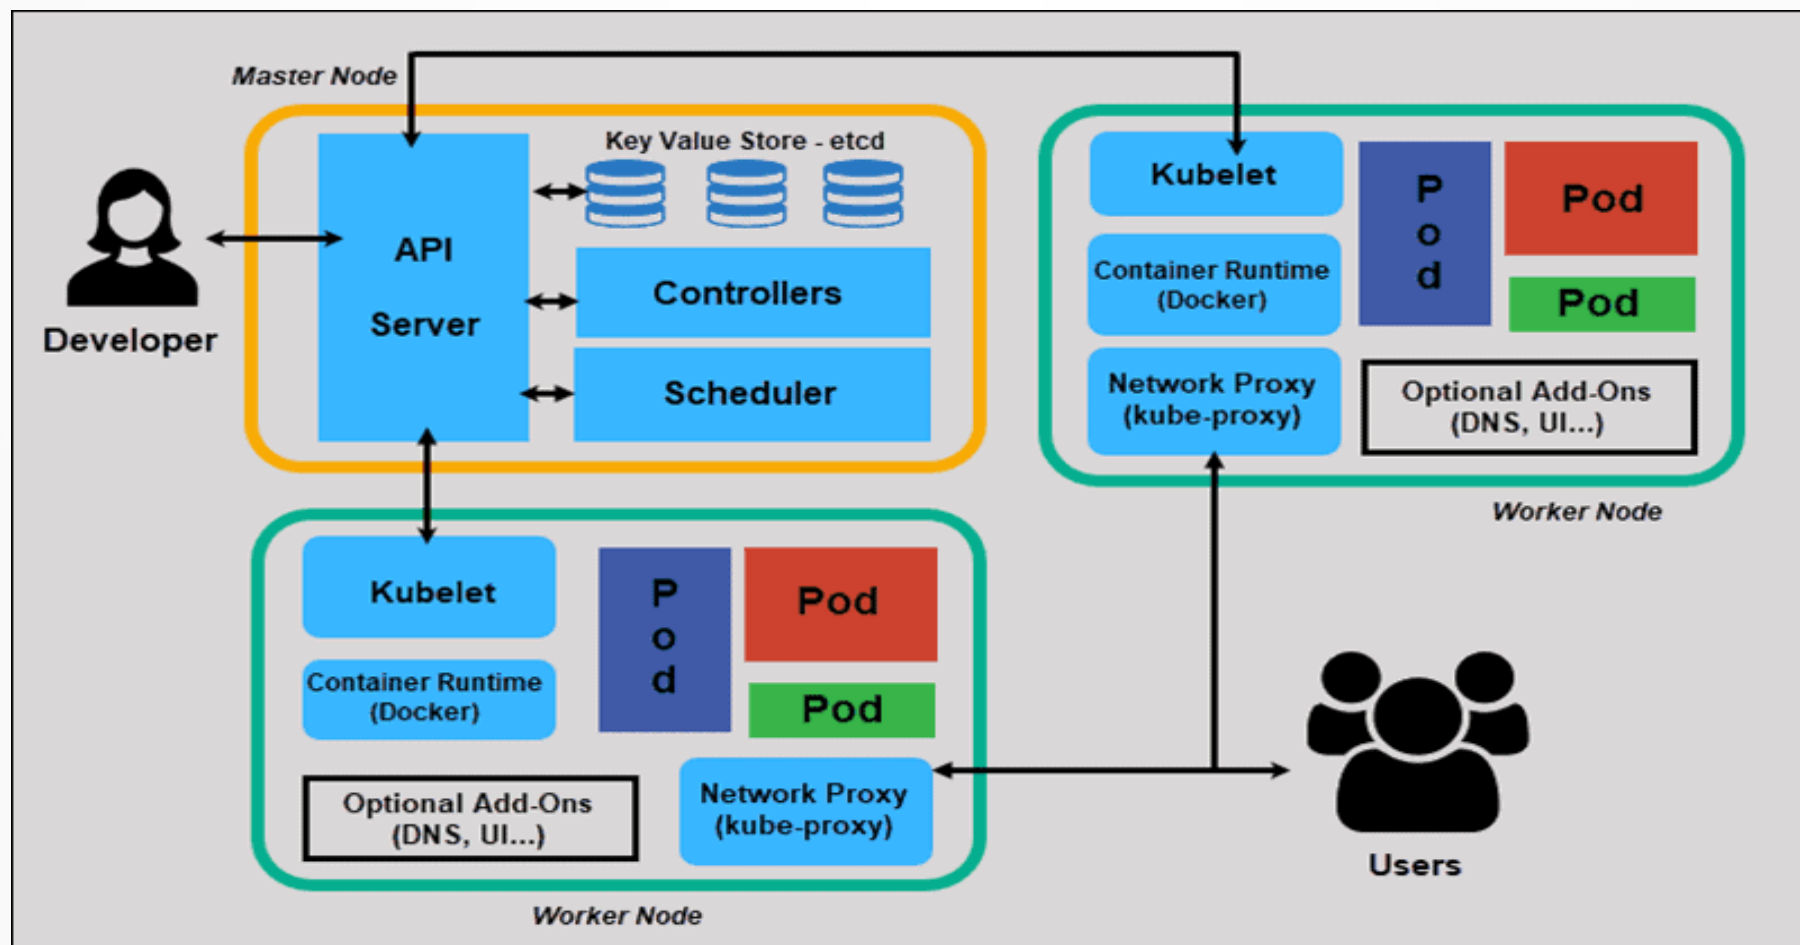 Master Node
Key Value Store - etcd
API
Server
Controllers
Scheduler
Developer
Kubelet
Container Runtime
(Docker)
Network Proxy
(kube-proxy)
P
o
d
Pod
Pod
Optional Add-Ons
(DNS, UI...)
Worker Node
Kubelet
Container Runtime
(Docker)
P
o
d
Pod
Pod
Optional Add-Ons
(DNS, UI...)
Network Proxy
(kube-proxy)
Worker Node
Users